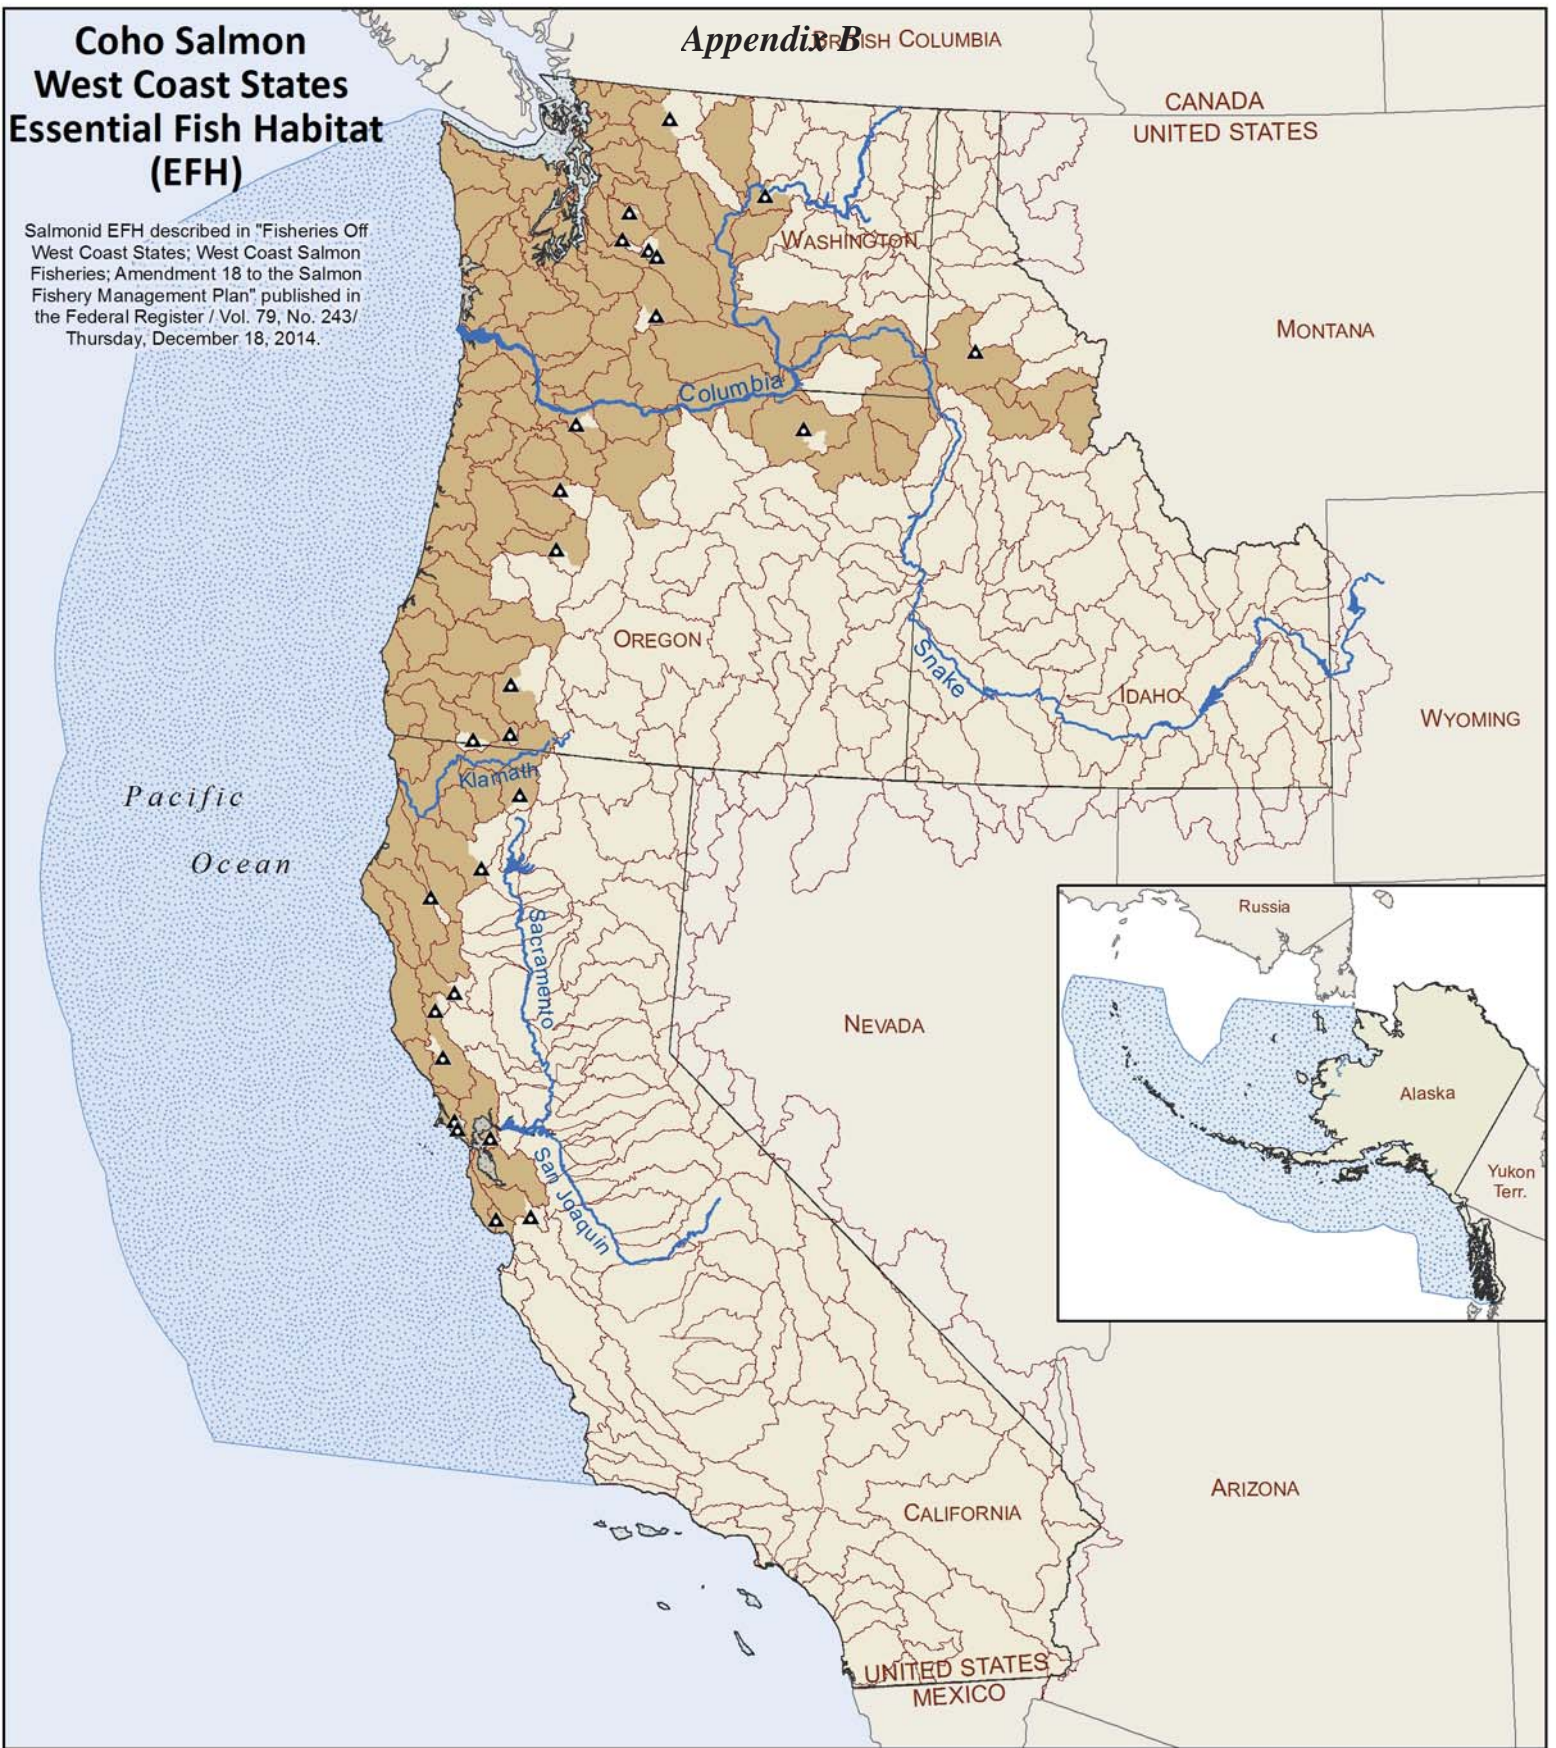 Coho Salmon
West Coast States
Essential Fish Habitat
(EFH)
Salmonid EFH described in "Fisheries Off
West Coast States; West Coast Salmon
Fisheries; Amendment 18 to the Salmon
Fishery Management Plan" published in
the Federal Register / Vol. 79, No. 243/
Thursday, December 18, 2014.
Appendix B
BRITISH COLUMBIA
CANADA
UNITED STATES
WASHINGTON
MONTANA
Columbia
OREGON
Snake
IDAHO
WYOMING
Klamath
Pacific
Ocean
Sacramento
NEVADA
San Joaquin
Russia
Alaska
Yukon
Terr.
ARIZONA
CALIFORNIA
UNITED STATES
MEXICO